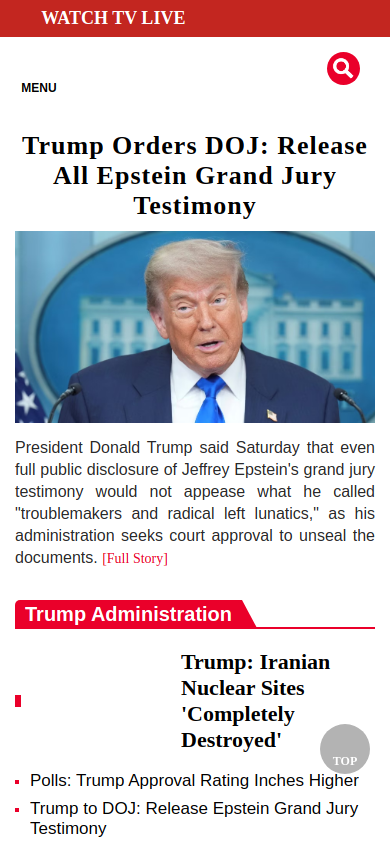 WATCH TV LIVE
MENU
Trump Orders DOJ: Release
All Epstein Grand Jury
Testimony
President Donald Trump said Saturday that even
full public disclosure of Jeffrey Epstein's grand jury
testimony would not appease what he called
"troublemakers and radical left lunatics," as his
administration seeks court approval to unseal the
documents. [Full Story]
Trump Administration
Trump: Iranian
Nuclear Sites
'Completely
Destroyed'
TOP
Polls: Trump Approval Rating Inches Higher
Trump to DOJ: Release Epstein Grand Jury
Testimony